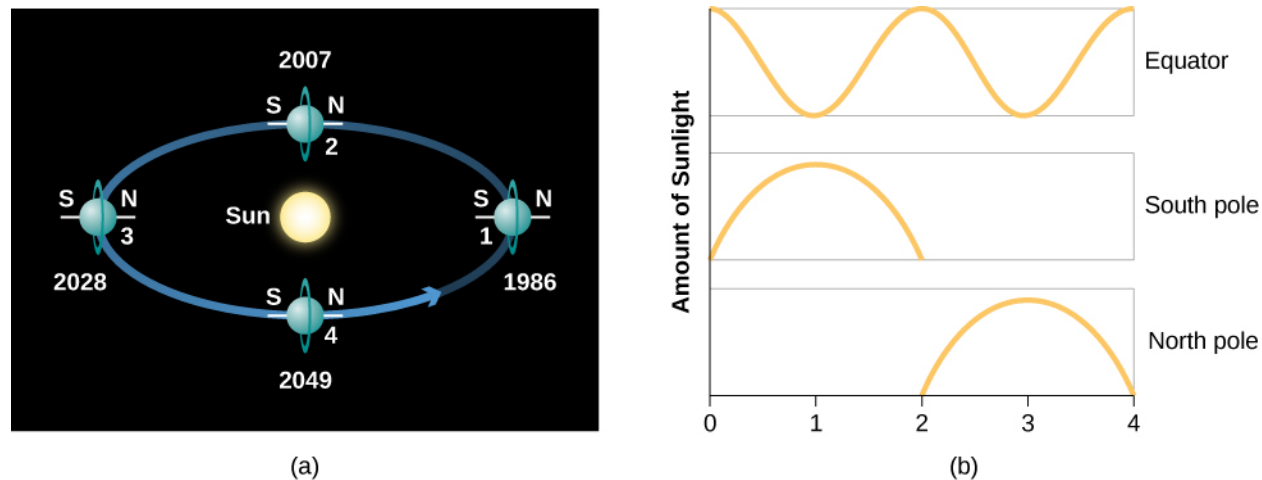 2007
S N
2
S N
3
2028
Sun
S N
1
1986
S N
4
2049
(a)
Amount of Sunlight
Equator
South pole
North pole
0 1 2 3 4
(b)